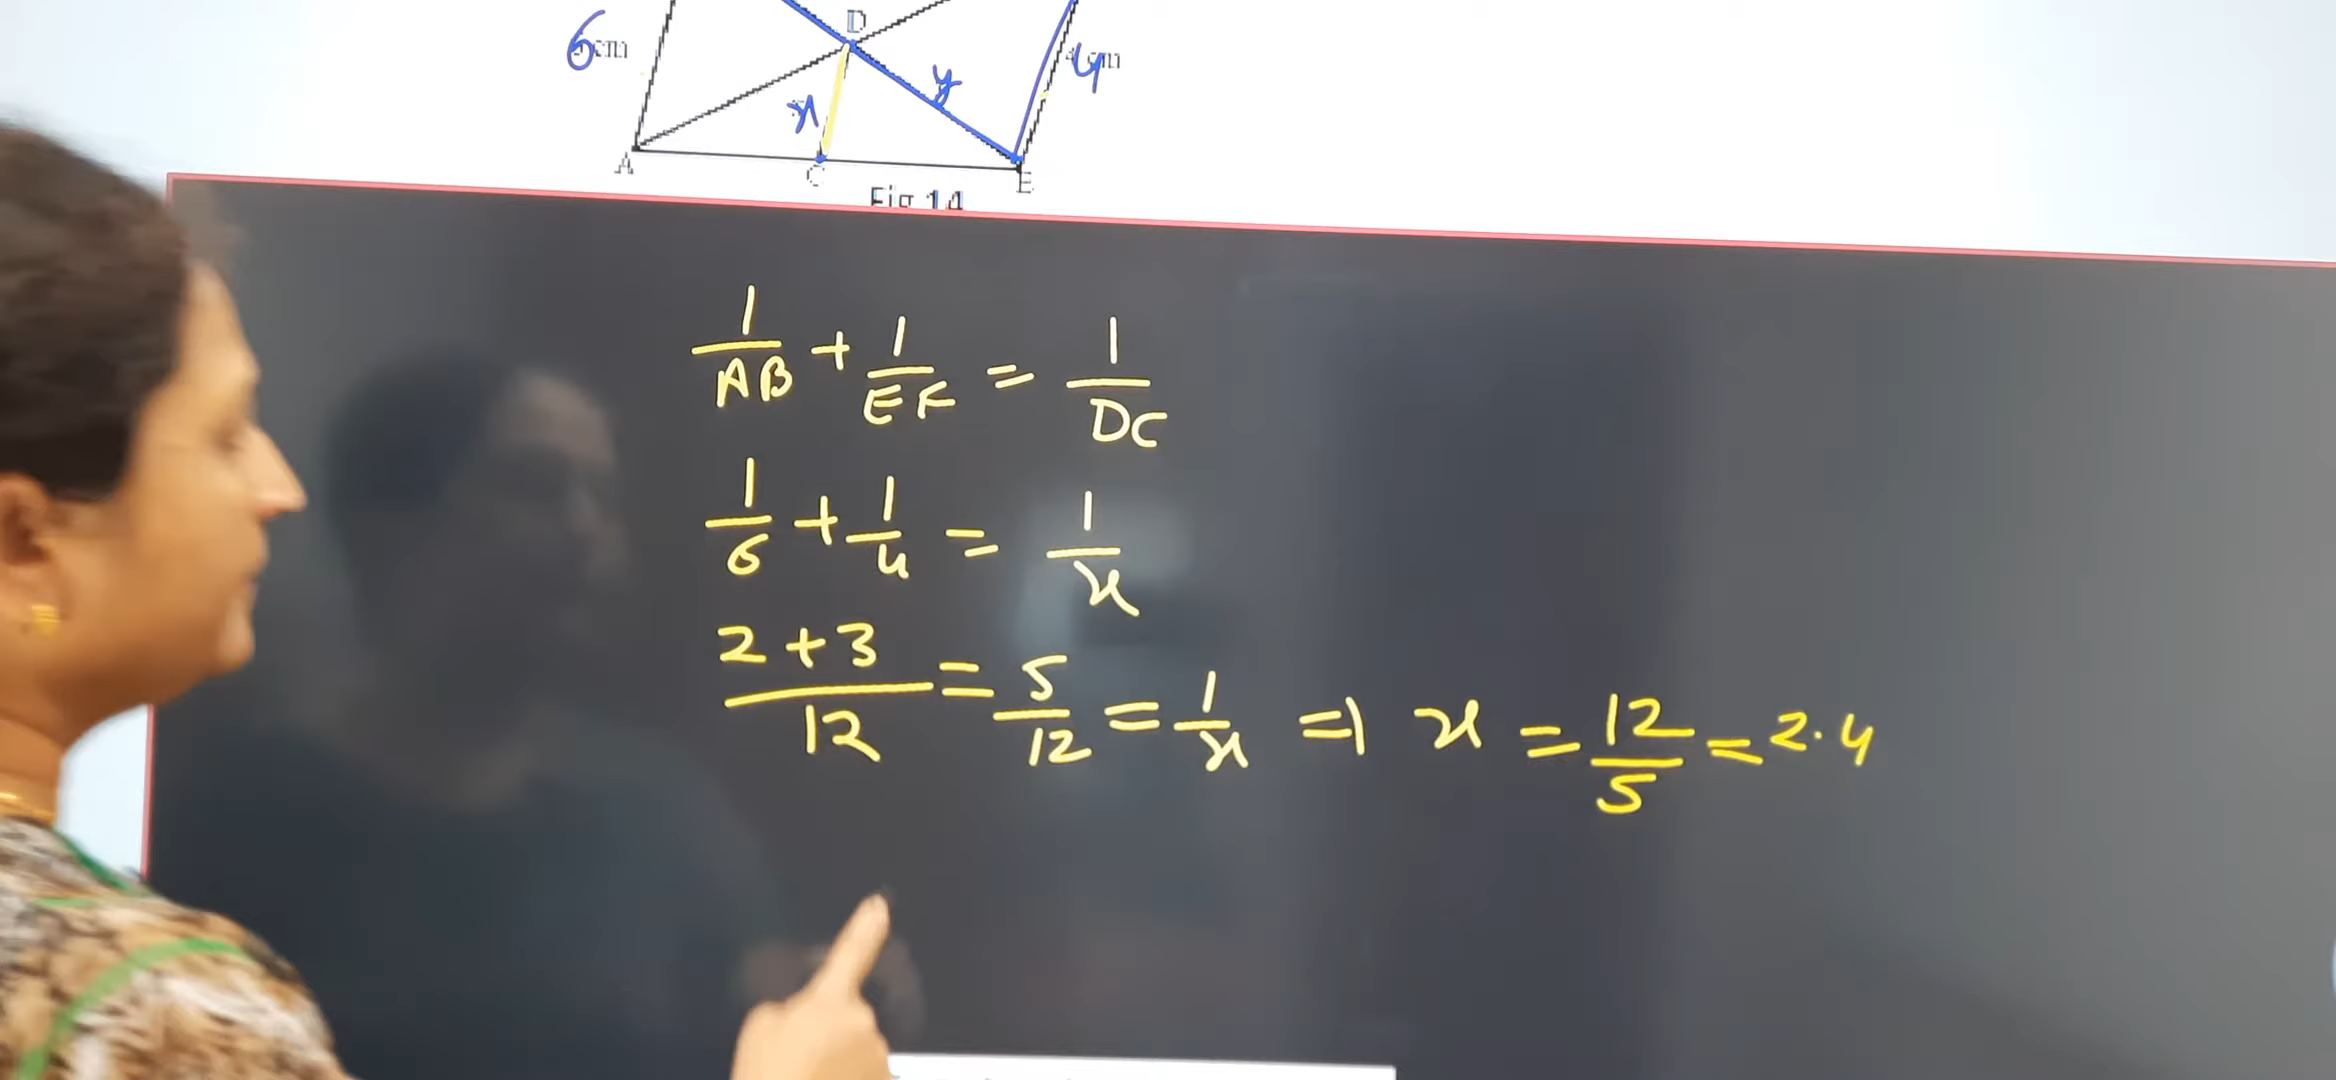 D
6cm
y
4cm
x
A
C
E
Fig 14
1/AB + 1/EF = 1/DC
1/6 + 1/4 = 1/x
2+3/12 = 5/12 = 1/x ⇒ x = 12/5 = 2.4